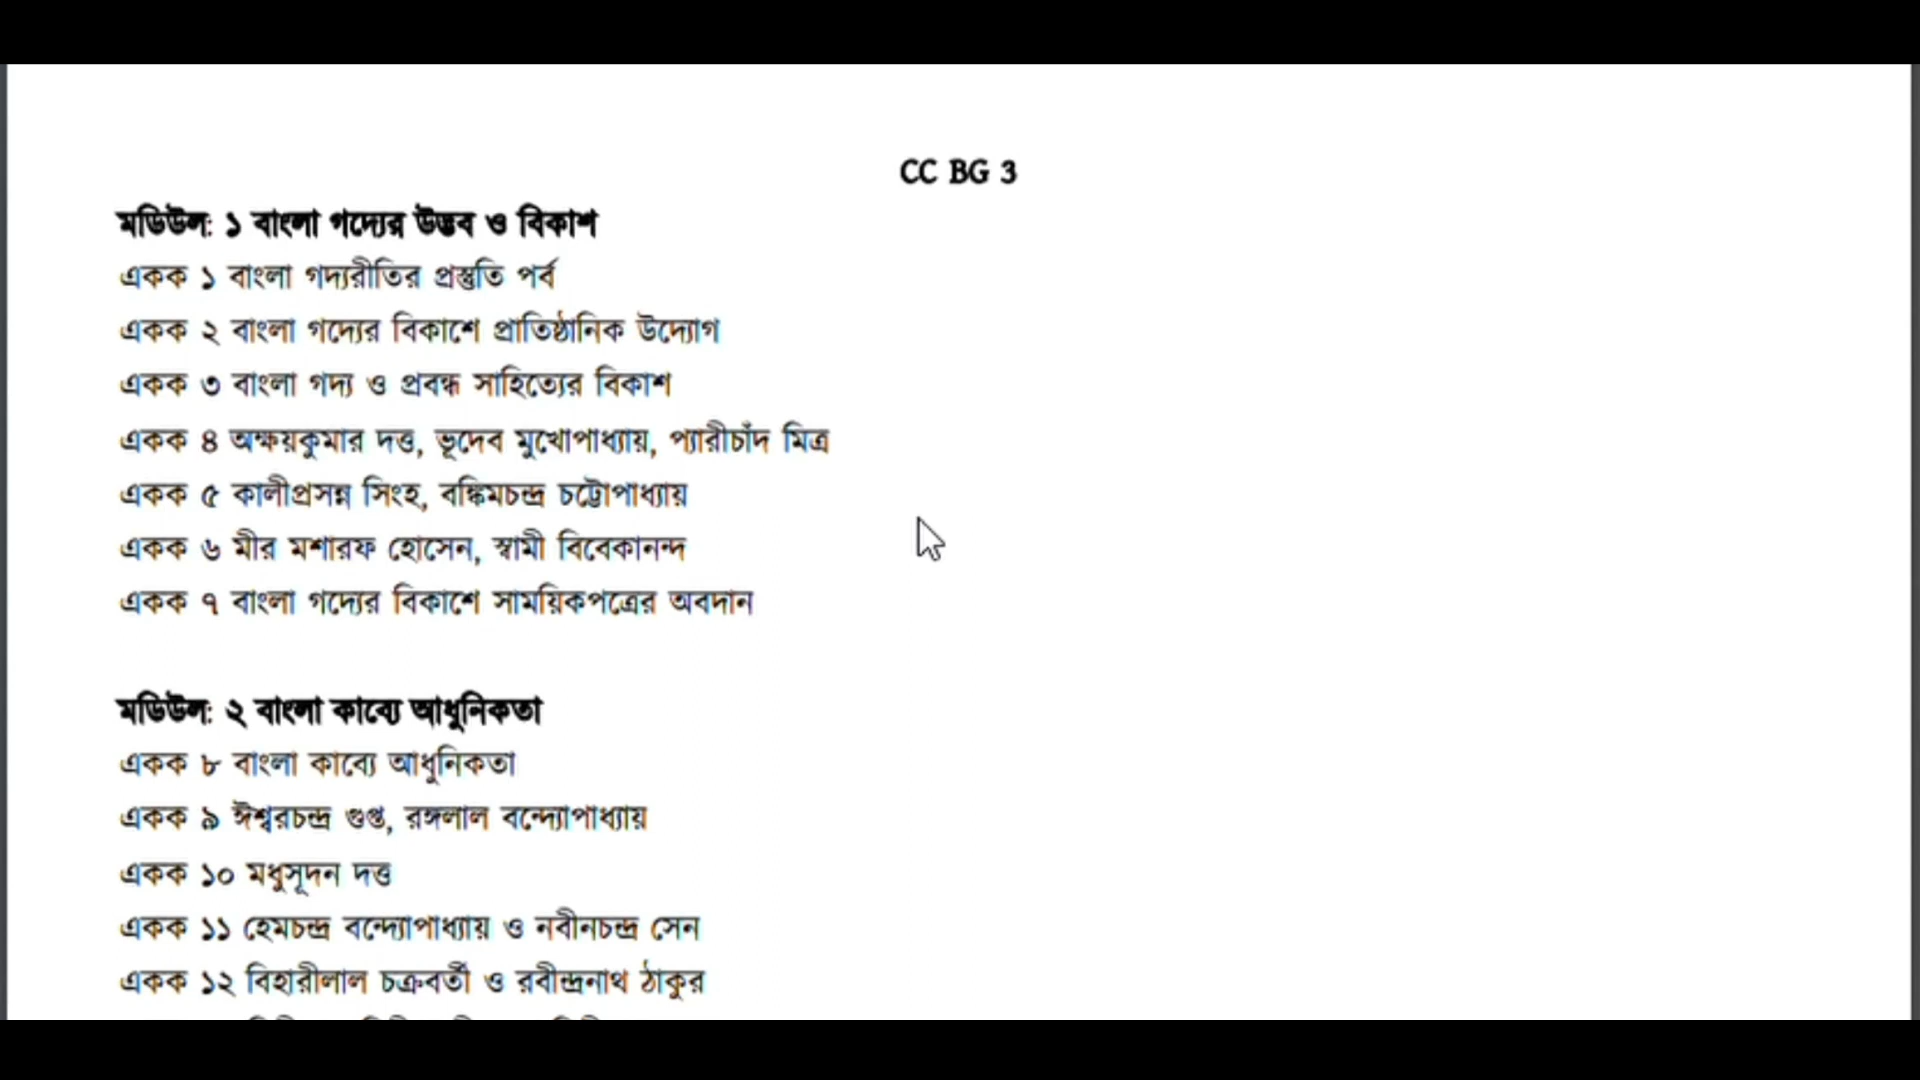 CC BG 3
মডিউল: ১ বাংলা গদ্যের উদ্ভব ও বিকাশ
একক ১ বাংলা গদ্যরীতির প্রস্তুতি পর্ব
একক ২ বাংলা গদ্যের বিকাশে প্রাতিষ্ঠানিক উদ্যোগ
একক ৩ বাংলা গদ্য ও প্রবন্ধ সাহিত্যের বিকাশ
একক ৪ অক্ষয়কুমার দত্ত, ভূদেব মুখোপাধ্যায়, প্যারীচাঁদ মিত্র
একক ৫ কালীপ্রসন্ন সিংহ, বঙ্কিমচন্দ্র চট্টোপাধ্যায়
একক ৬ মীর মশারফ হোসেন, স্বামী বিবেকানন্দ
একক ৭ বাংলা গদ্যের বিকাশে সাময়িকপত্রের অবদান
মডিউল: ২ বাংলা কাব্যে আধুনিকতা
একক ৮ বাংলা কাব্যে আধুনিকতা
একক ৯ ঈশ্বরচন্দ্র গুপ্ত, রঙ্গলাল বন্দ্যোপাধ্যায়
একক ১০ মধুসূদন দত্ত
একক ১১ হেমচন্দ্র বন্দ্যোপাধ্যায় ও নবীনচন্দ্র সেন
একক ১২ বিহারীলাল চক্রবর্তী ও রবীন্দ্রনাথ ঠাকুর